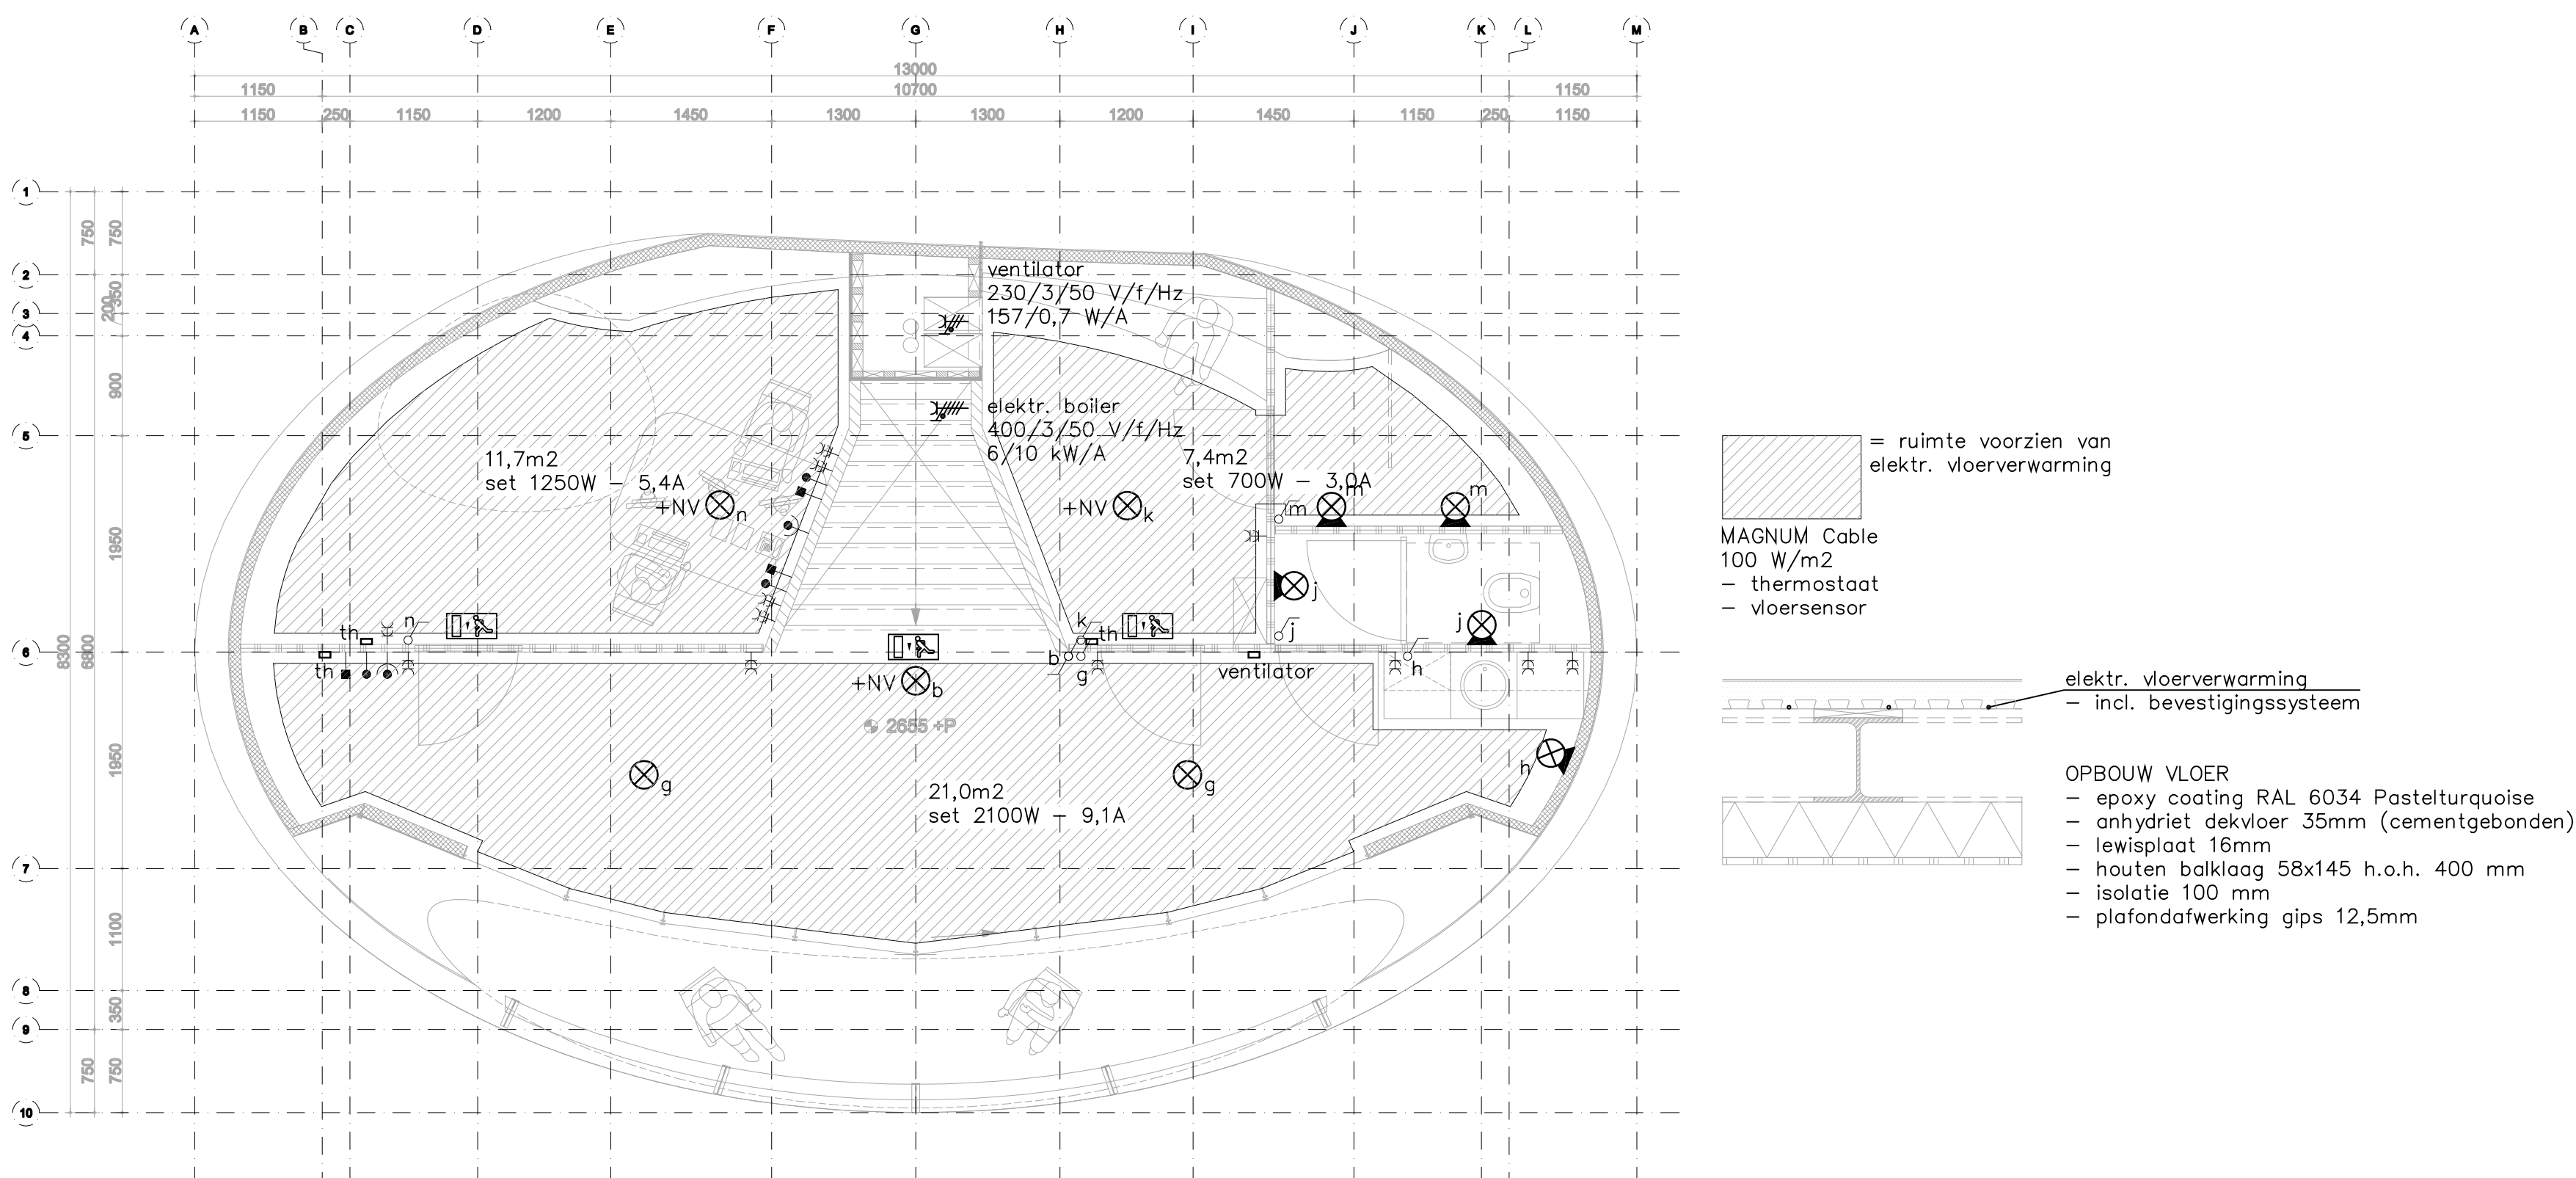 A B C D E F G H I J K L M
13000
1150 10700 1150
1150 250 1150 1200 1450 1300 1300 1200 1450 1150 250 1150
1
750 750
2
350
2000
3
4
900
5
1950
6
8300 6800
1950
7
1100
8
350
9
750 750
10
ventilator
230/3/50 V/f/Hz
157/0,7 W/A
elektr. boiler
400/3/50 V/f/Hz
6/10 kW/A
11,7m2
set 1250W - 5,4A
+NV n
7,4m2
set 700W - 3,0A
+NV k
m m
m
j
j
j
th n
th
k th
b
g
ventilator
h
+NV b
2655 +P
g g
h
21,0m2
set 2100W - 9,1A
= ruimte voorzien van
elektr. vloerverwarming
MAGNUM Cable
100 W/m2
- thermostaat
- vloersensor
elektr. vloerverwarming
- incl. bevestigingssysteem
OPBOUW VLOER
- epoxy coating RAL 6034 Pastelturquoise
- anhydriet dekvloer 35mm (cementgebonden)
- lewisplaat 16mm
- houten balklaag 58x145 h.o.h. 400 mm
- isolatie 100 mm
- plafondafwerking gips 12,5mm